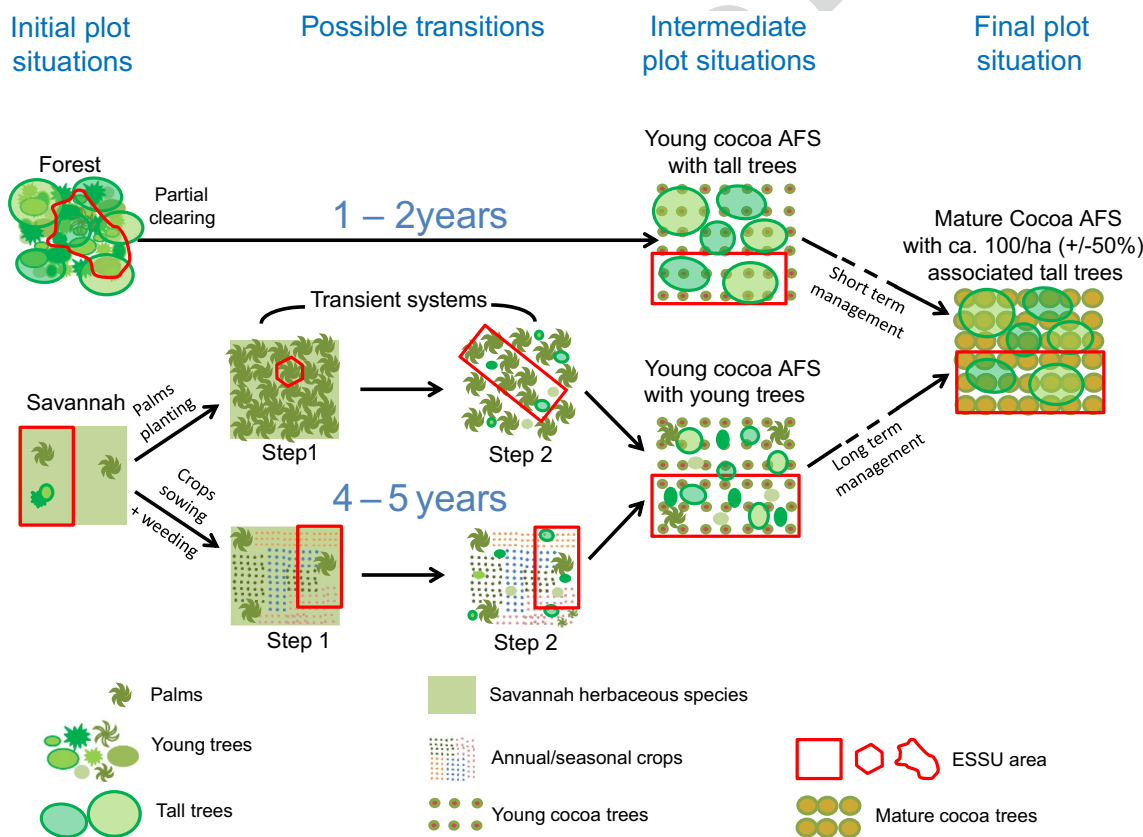 Initial plot
situations
Possible transitions
Intermediate
plot situations
Final plot
situation
Forest
Partial
clearing
1 – 2years
Young cocoa AFS
with tall trees
Short term
management
Mature Cocoa AFS
with ca. 100/ha (+/-50%)
associated tall trees
Transient systems
Savannah
Palms
planting
Step1
Step 2
Crops
sowing
+ weeding
4 – 5 years
Step 1
Step 2
Young cocoa AFS
with young trees
Long term
management
Palms
Young trees
Tall trees
Savannah herbaceous species
Annual/seasonal crops
Young cocoa trees
ESSU area
Mature cocoa trees